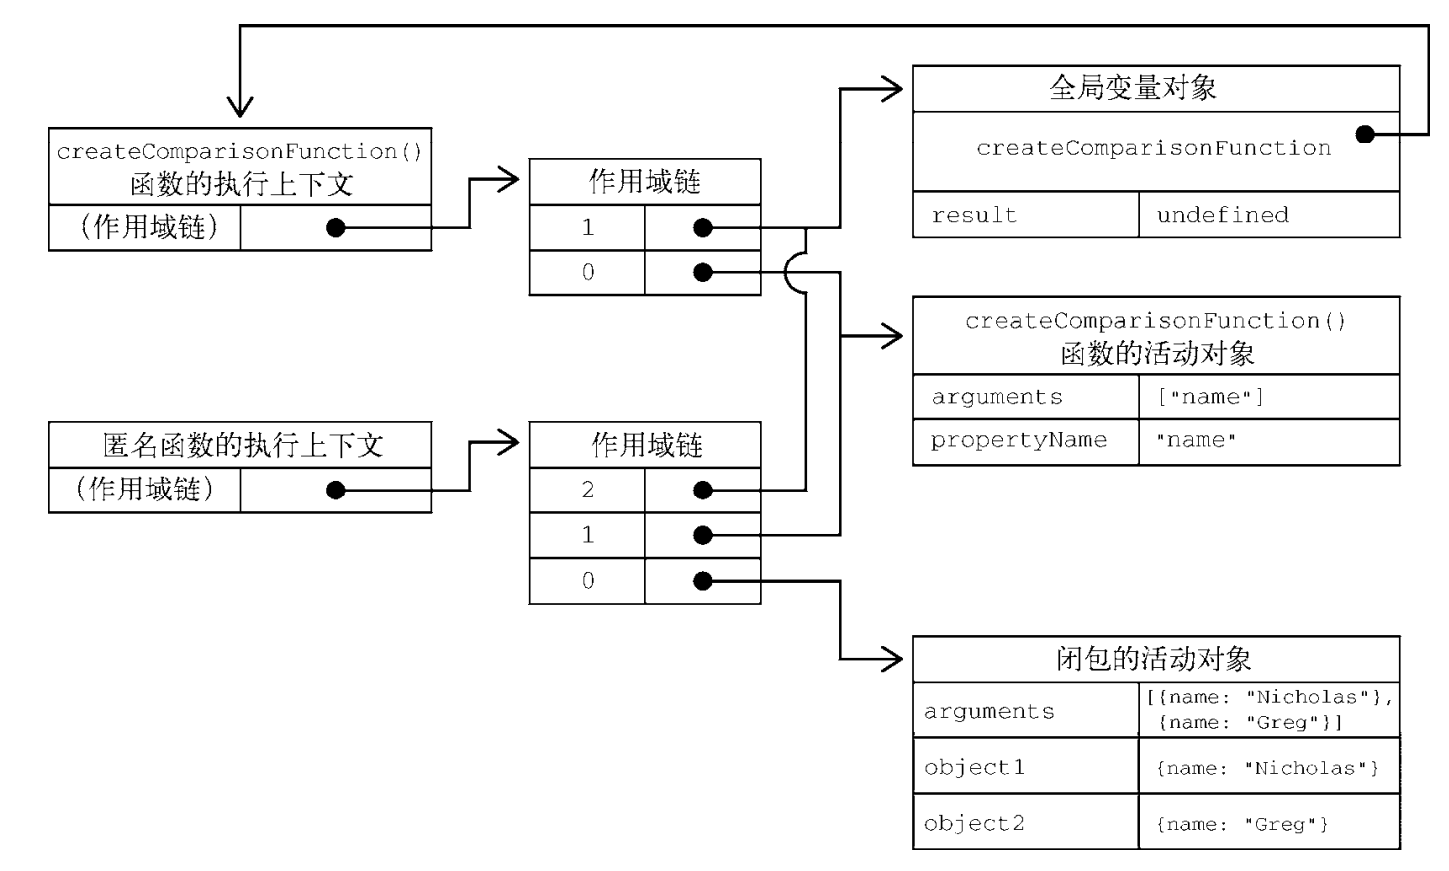 全局变量对象
createComparisonFunction
result undefined
createComparisonFunction()
函数的执行上下文
(作用域链)
作用域链
1
0
createComparisonFunction()
函数的活动对象
arguments ["name"]
propertyName "name"
匿名函数的执行上下文
(作用域链)
作用域链
2
1
0
闭包的活动对象
arguments [{name: "Nicholas"},
{name: "Greg"}]
object1 {name: "Nicholas"}
object2 {name: "Greg"}